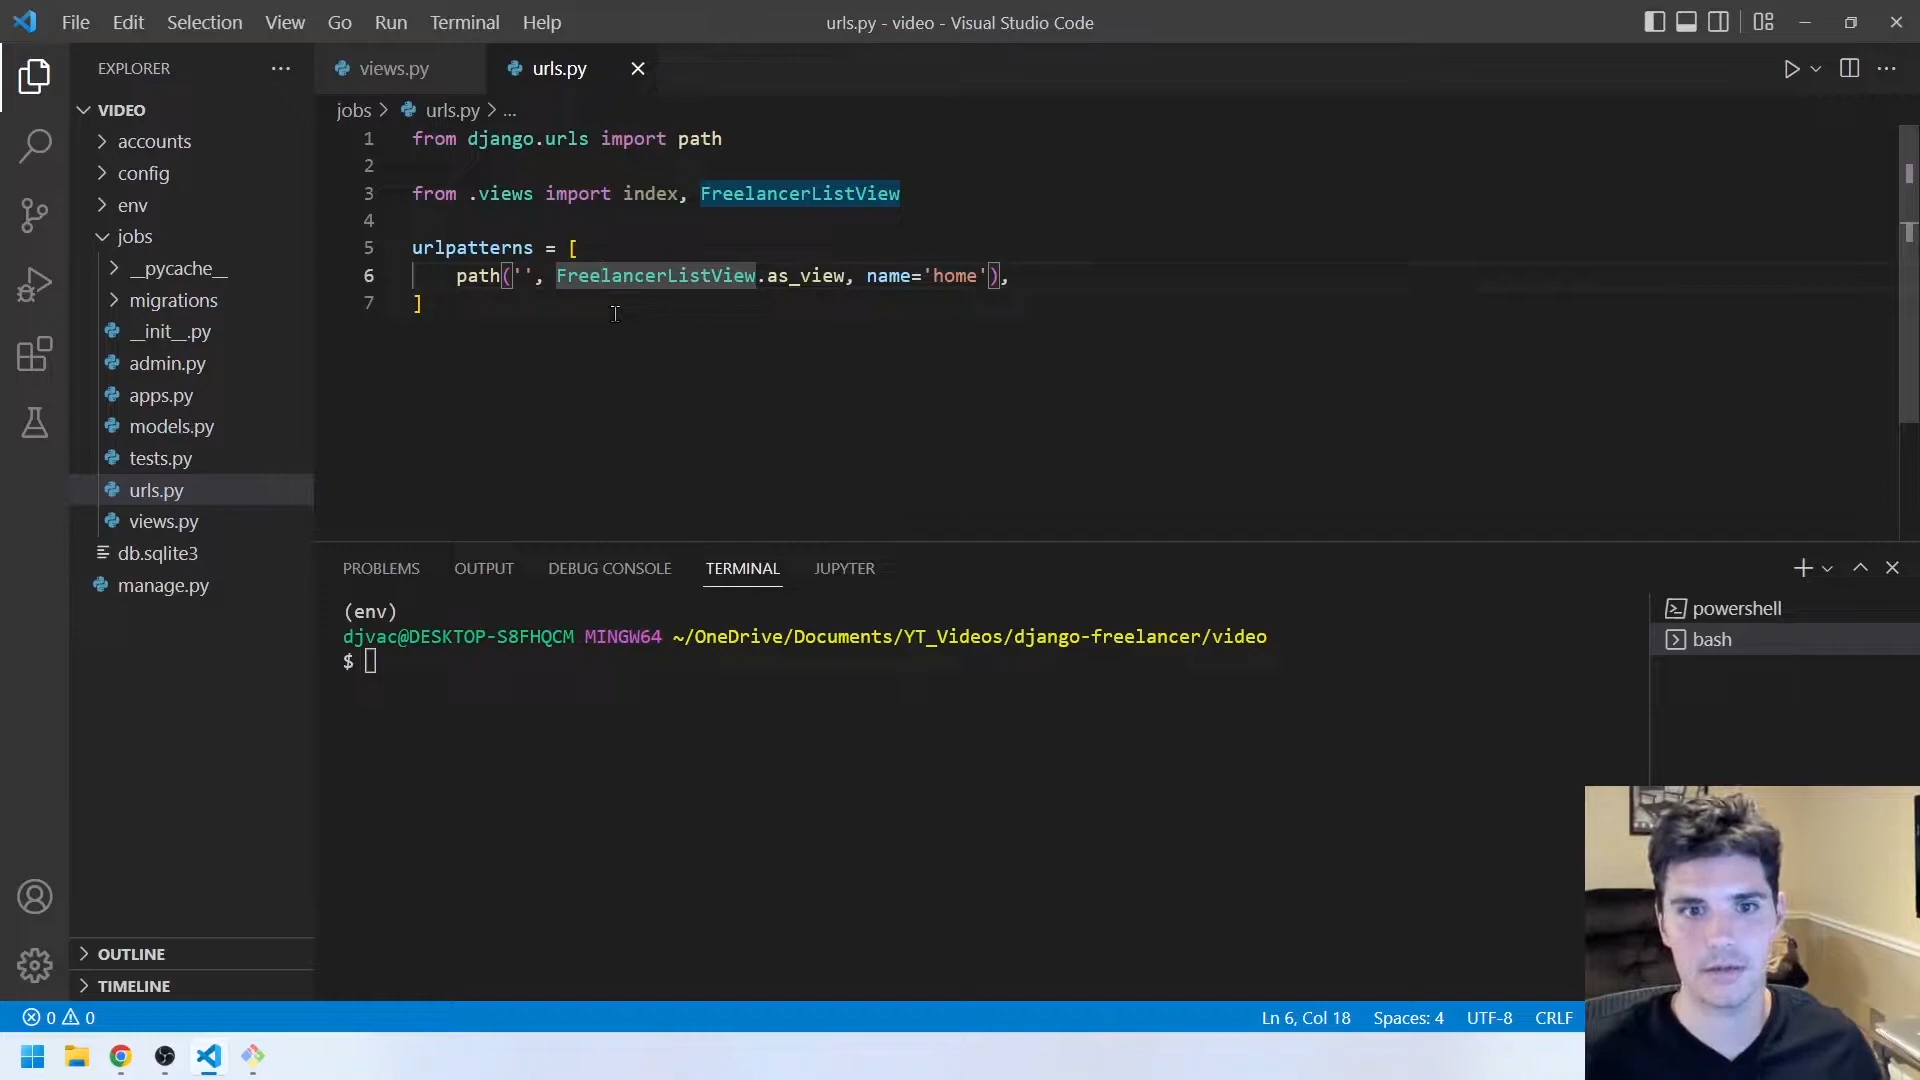 File Edit Selection View Go Run Terminal Help
urls.py - video - Visual Studio Code
EXPLORER
VIDEO
accounts
config
env
jobs
__pycache__
migrations
__init__.py
admin.py
apps.py
models.py
tests.py
urls.py
views.py
db.sqlite3
manage.py
OUTLINE
TIMELINE
views.py
urls.py
jobs > urls.py > ...
1 from django.urls import path
2
3 from .views import index, FreelancerListView
4
5 urlpatterns = [
6 path('', FreelancerListView.as_view, name='home'),
7 ]
PROBLEMS OUTPUT DEBUG CONSOLE TERMINAL JUPYTER
(env)
djvac@DESKTOP-S8FHQCM MINGW64 ~/OneDrive/Documents/YT_Videos/django-freelancer/video
$
powershell
bash
0 0
Ln 6, Col 18 Spaces: 4 UTF-8 CRLF